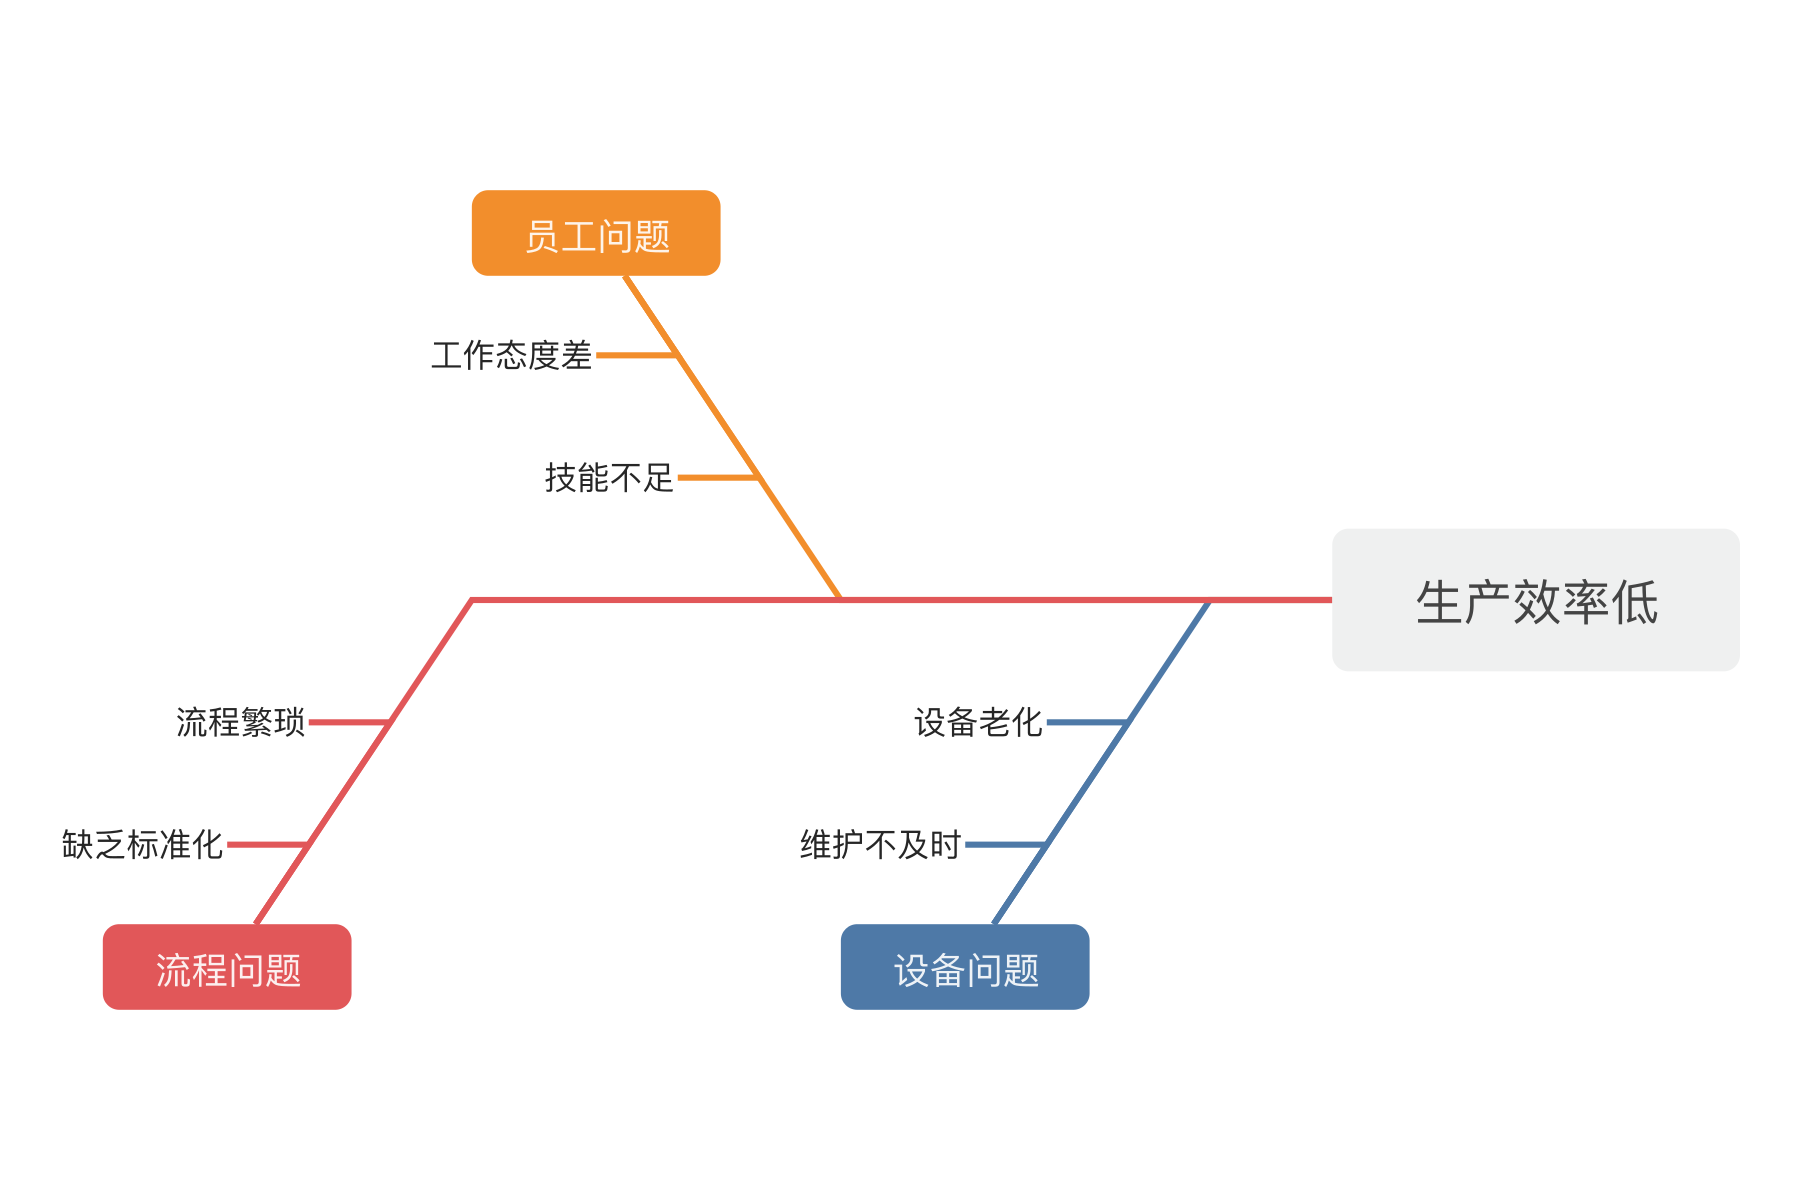 员工问题
工作态度差
技能不足
生产效率低
流程繁琐
设备老化
缺乏标准化
维护不及时
流程问题
设备问题